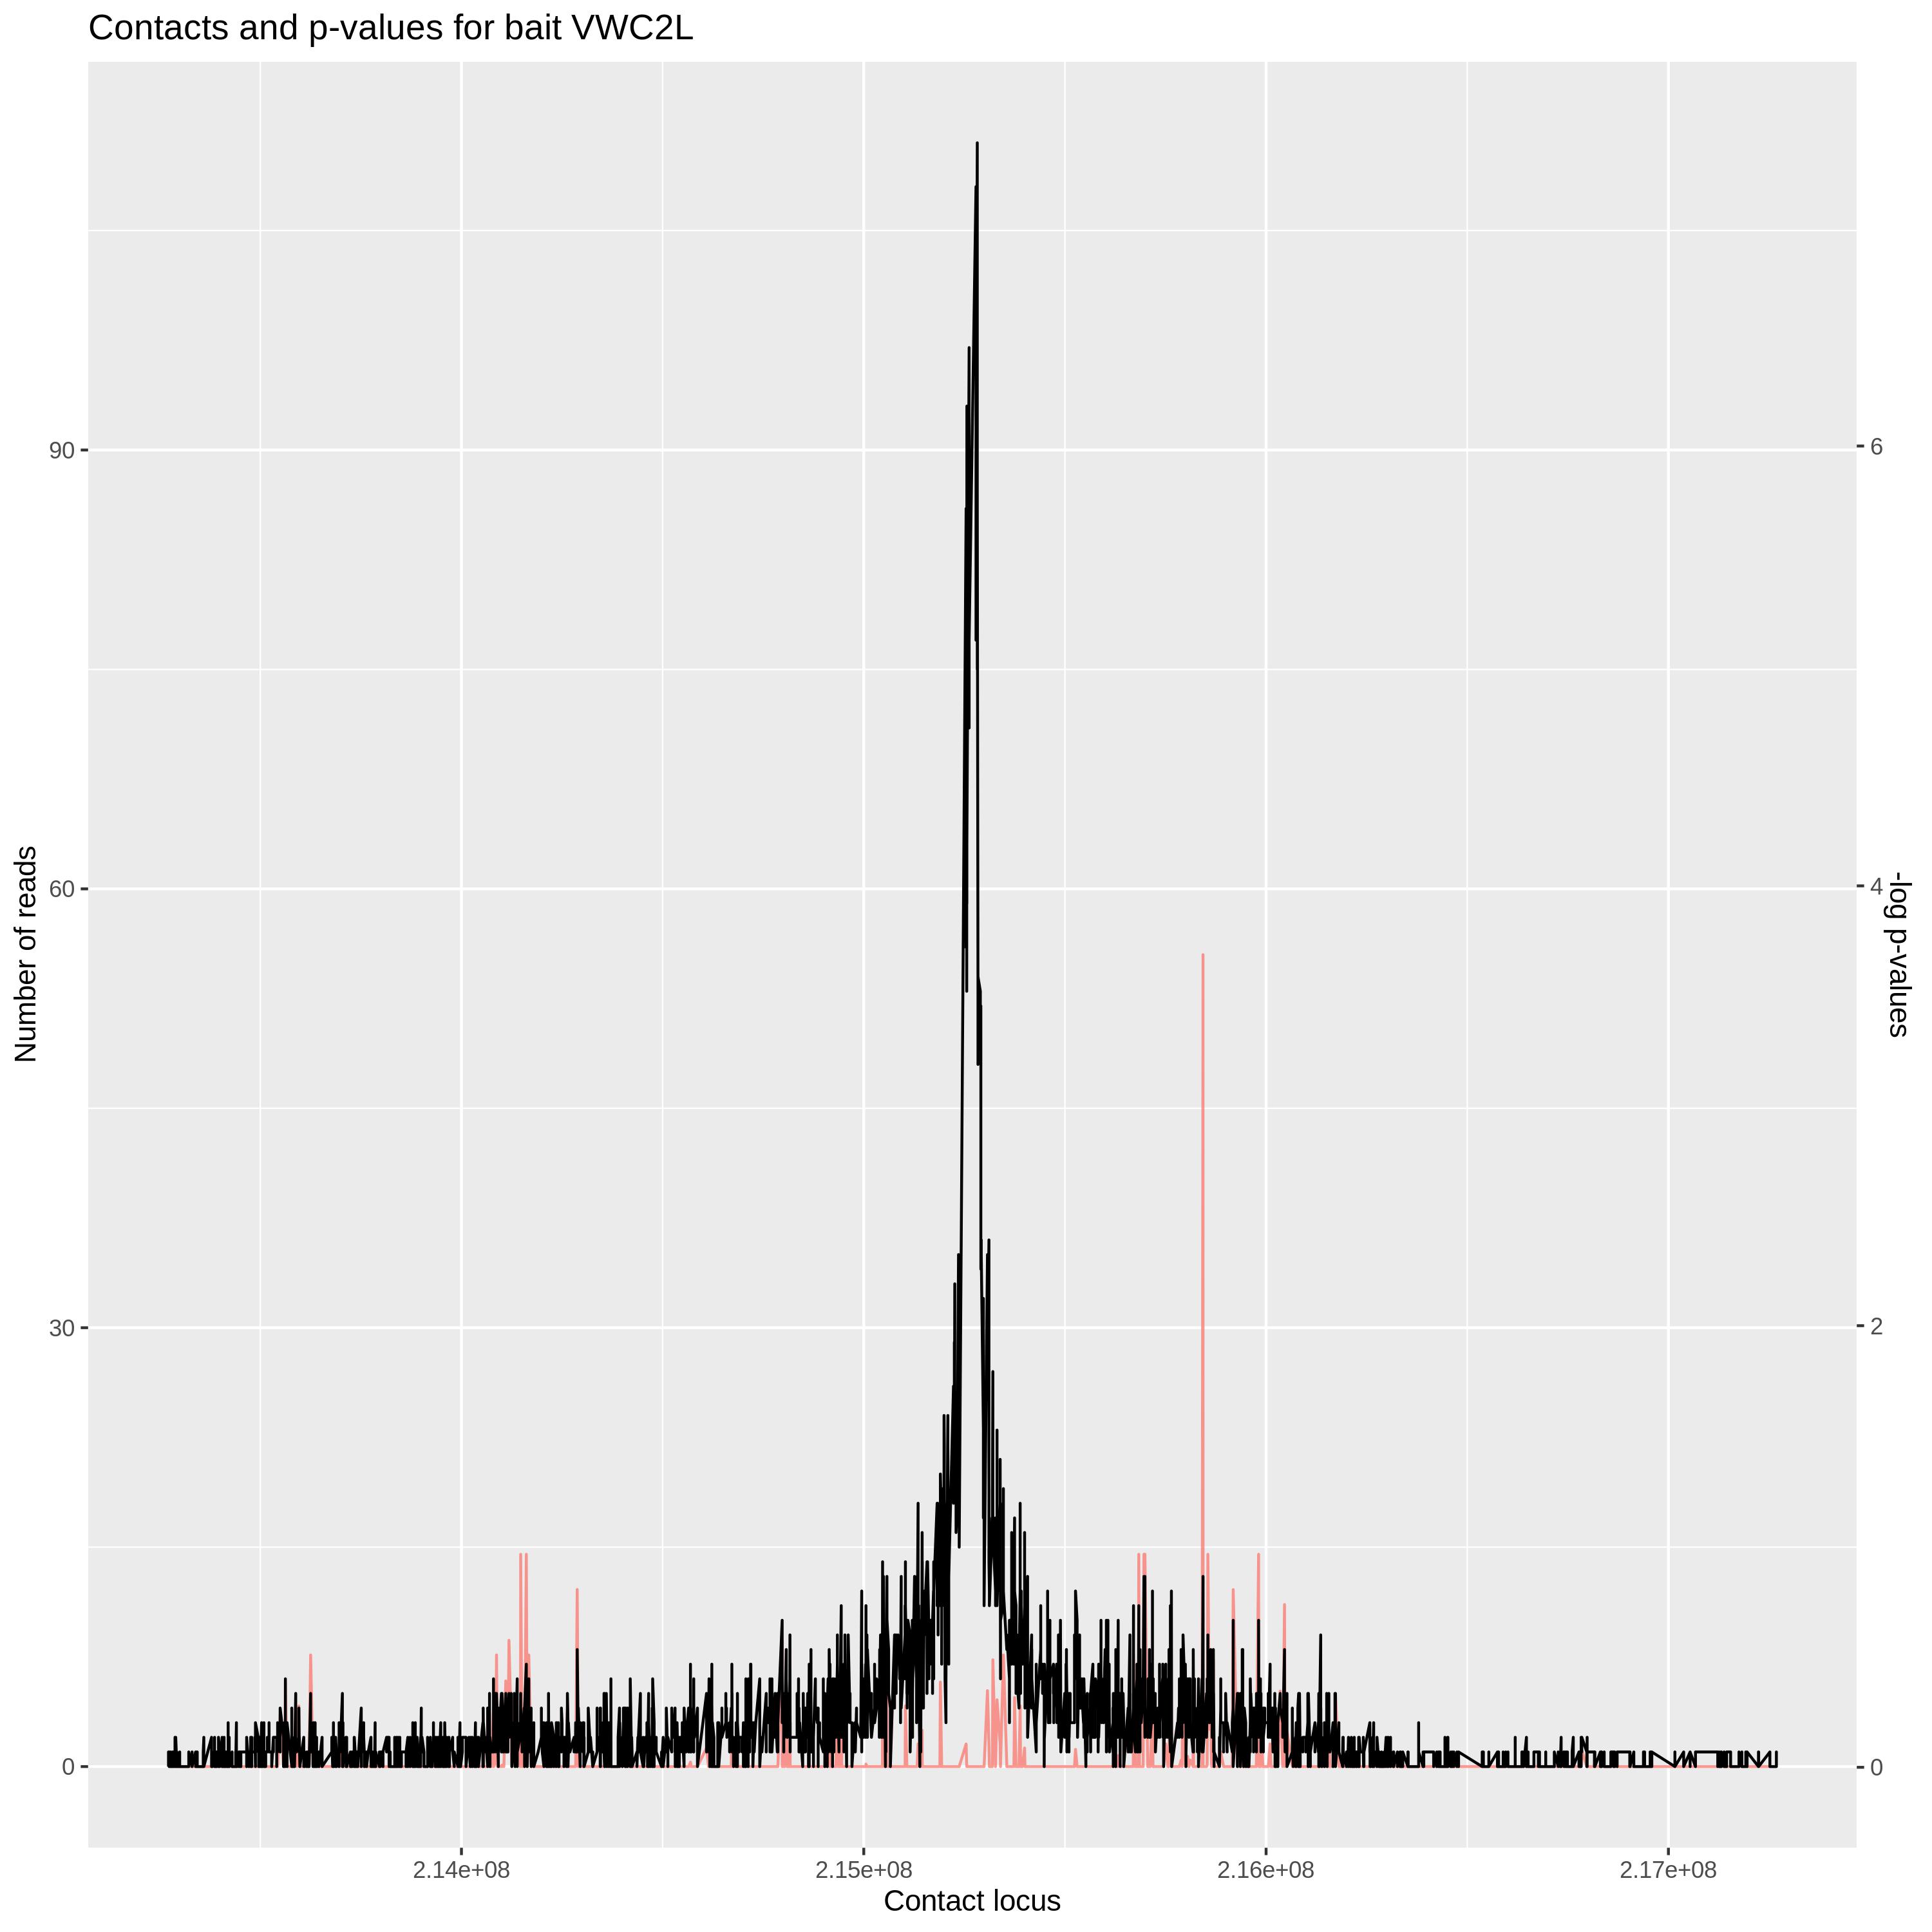 Contacts and p-values for bait VWC2L
Number of reads
90
60
30
0
6
4
2
0
-log p-values
2.14e+08
2.15e+08
2.16e+08
2.17e+08
Contact locus